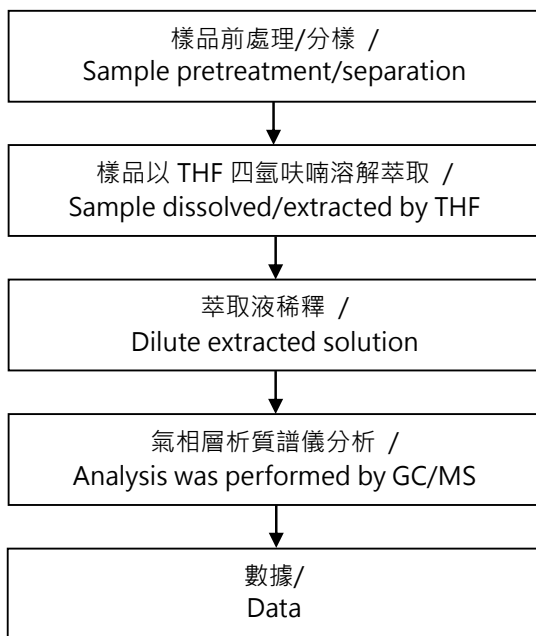 樣品前處理/分樣 /
Sample pretreatment/separation
樣品以 THF 四氫呋喃溶解萃取 /
Sample dissolved/extracted by THF
萃取液稀釋 /
Dilute extracted solution
氣相層析質譜儀分析 /
Analysis was performed by GC/MS
數據/
Data